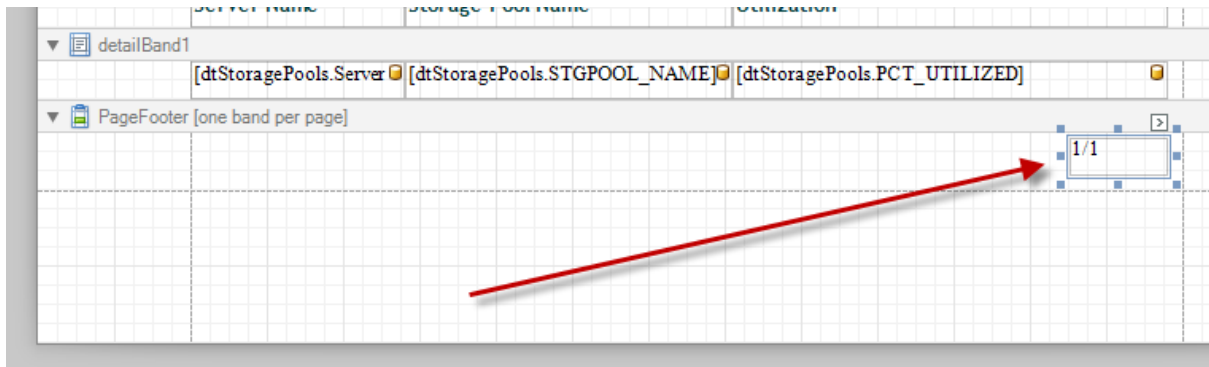 Server Name Storage Pool Name Utilization
detailBand1
[dtStoragePools.Server [dtStoragePools.STGPOOL_NAME] [dtStoragePools.PCT_UTILIZED]
PageFooter [one band per page]
1/1